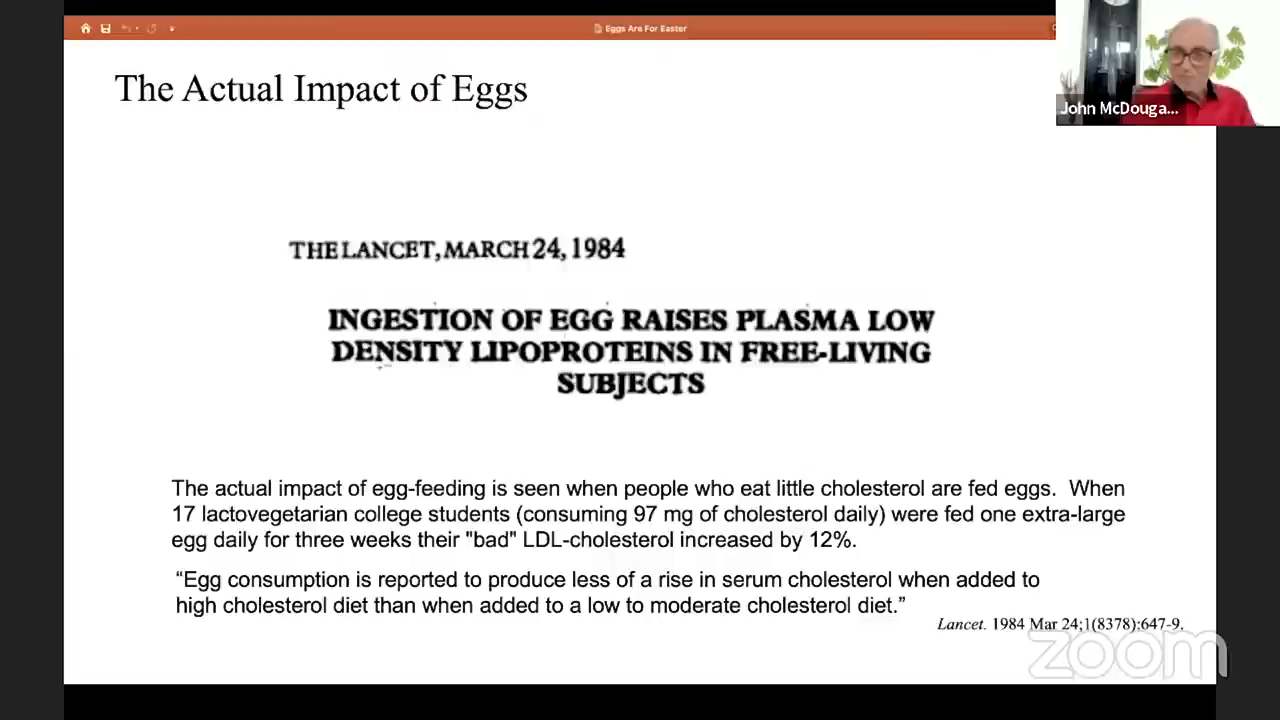 Eggs Are For Easter
John McDouga...
The Actual Impact of Eggs
THE LANCET, MARCH 24, 1984
INGESTION OF EGG RAISES PLASMA LOW
DENSITY LIPOPROTEINS IN FREE-LIVING
SUBJECTS
The actual impact of egg-feeding is seen when people who eat little cholesterol are fed eggs.  When
17 lactovegetarian college students (consuming 97 mg of cholesterol daily) were fed one extra-large
egg daily for three weeks their "bad" LDL-cholesterol increased by 12%.
“Egg consumption is reported to produce less of a rise in serum cholesterol when added to
high cholesterol diet than when added to a low to moderate cholesterol diet.”
Lancet. 1984 Mar 24;1(8378):647-9.
zoom